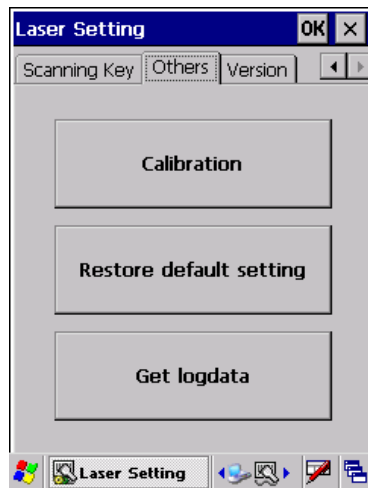 Laser Setting OK
Scanning Key Others Version
Calibration
Restore default setting
Get logdata
Laser Setting